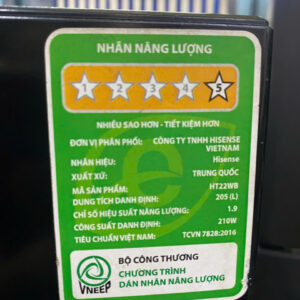 NHÃN NĂNG LƯỢNG
1 2 3 4 5
NHIỀU SAO HƠN - TIẾT KIỆM HƠN
ĐƠN VỊ PHÂN PHỐI: CÔNG TY TNHH HISENSE
VIETNAM
NHÃN HIỆU: Hisense
XUẤT XỨ: TRUNG QUỐC
MÃ SẢN PHẨM: HT22WB
DUNG TÍCH DANH ĐỊNH: 205 (L)
CHỈ SỐ HIỆU SUẤT NĂNG LƯỢNG: 1.9
CÔNG SUẤT DANH ĐỊNH: 210W
TIÊU CHUẨN VIỆT NAM: TCVN 7828:2016
BỘ CÔNG THƯƠNG
CHƯƠNG TRÌNH
DÁN NHÃN NĂNG LƯỢNG
VNEEP